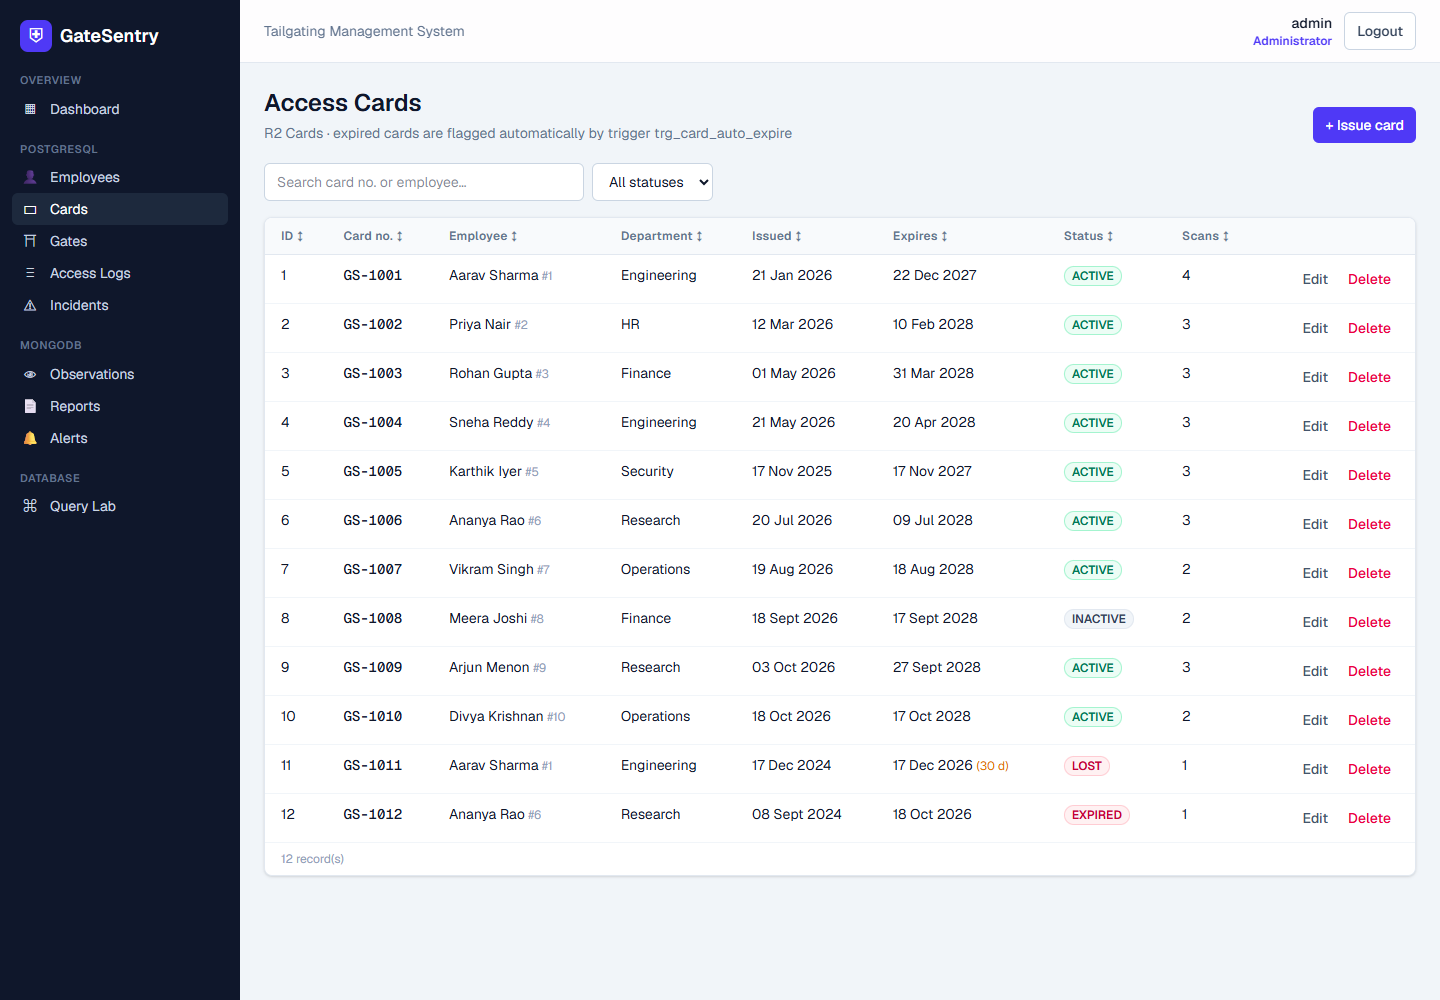 GateSentry
OVERVIEW
Dashboard
POSTGRESQL
Employees
Cards
Gates
Access Logs
Incidents
MONGODB
Observations
Reports
Alerts
DATABASE
Query Lab
Tailgating Management System
admin
Administrator
Logout
Access Cards
R2 Cards · expired cards are flagged automatically by trigger trg_card_auto_expire
+ Issue card
Search card no. or employee…
All statuses
ID ↕ Card no. ↕ Employee ↕ Department ↕ Issued ↕ Expires ↕ Status ↕ Scans ↕
1 GS-1001 Aarav Sharma #1 Engineering 21 Jan 2026 22 Dec 2027 ACTIVE 4 Edit Delete
2 GS-1002 Priya Nair #2 HR 12 Mar 2026 10 Feb 2028 ACTIVE 3 Edit Delete
3 GS-1003 Rohan Gupta #3 Finance 01 May 2026 31 Mar 2028 ACTIVE 3 Edit Delete
4 GS-1004 Sneha Reddy #4 Engineering 21 May 2026 20 Apr 2028 ACTIVE 3 Edit Delete
5 GS-1005 Karthik Iyer #5 Security 17 Nov 2025 17 Nov 2027 ACTIVE 3 Edit Delete
6 GS-1006 Ananya Rao #6 Research 20 Jul 2026 09 Jul 2028 ACTIVE 3 Edit Delete
7 GS-1007 Vikram Singh #7 Operations 19 Aug 2026 18 Aug 2028 ACTIVE 2 Edit Delete
8 GS-1008 Meera Joshi #8 Finance 18 Sept 2026 17 Sept 2028 INACTIVE 2 Edit Delete
9 GS-1009 Arjun Menon #9 Research 03 Oct 2026 27 Sept 2028 ACTIVE 3 Edit Delete
10 GS-1010 Divya Krishnan #10 Operations 18 Oct 2026 17 Oct 2028 ACTIVE 2 Edit Delete
11 GS-1011 Aarav Sharma #1 Engineering 17 Dec 2024 17 Dec 2026 (30 d) LOST 1 Edit Delete
12 GS-1012 Ananya Rao #6 Research 08 Sept 2024 18 Oct 2026 EXPIRED 1 Edit Delete
12 record(s)